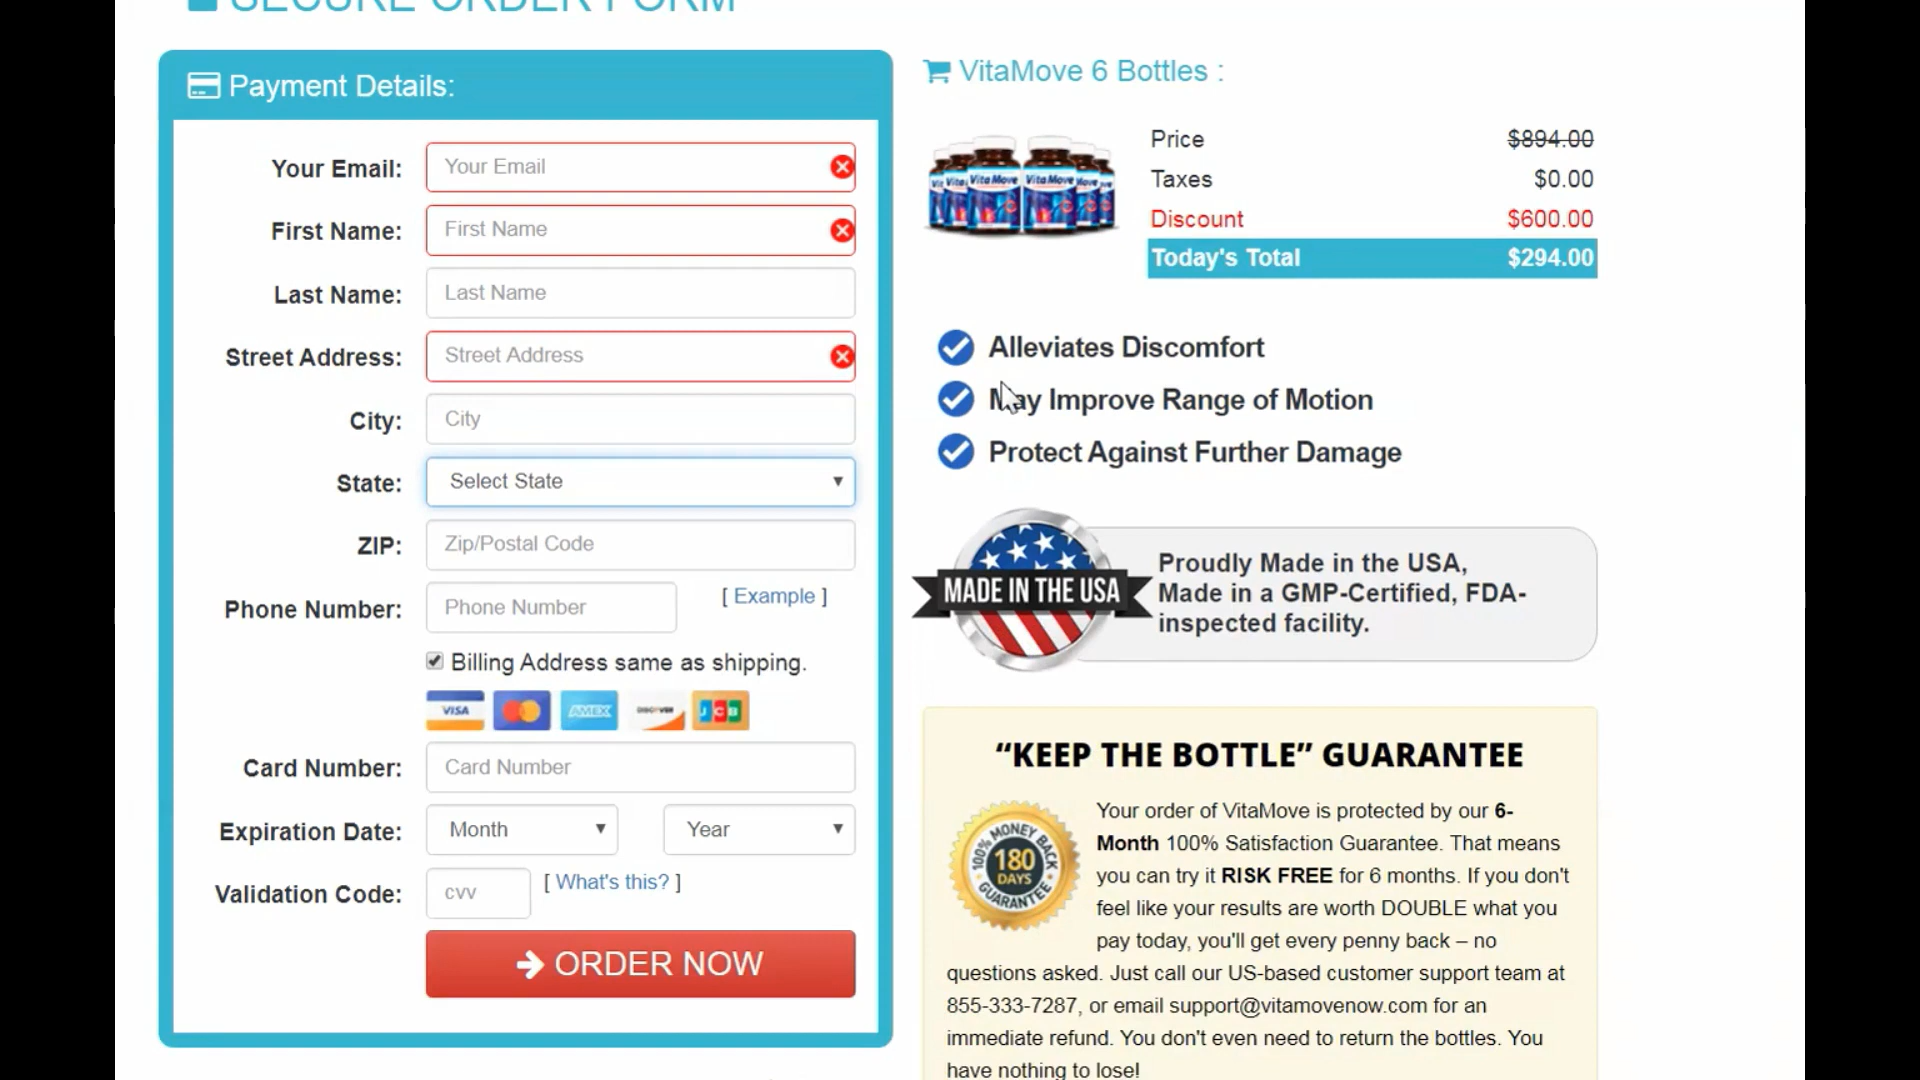 SECURE ORDER FORM
Payment Details:
Your Email:
Your Email
First Name:
First Name
Last Name:
Last Name
Street Address:
Street Address
City:
City
State:
Select State
ZIP:
Zip/Postal Code
Phone Number:
Phone Number
[ Example ]
Billing Address same as shipping.
VISA
AMEX
DISCOVER
JCB
Card Number:
Card Number
Expiration Date:
Month
Year
Validation Code:
cvv
[ What's this? ]
ORDER NOW
VitaMove 6 Bottles :
VitaMove
VitaMove
Price $894.00
Taxes $0.00
Discount $600.00
Today's Total $294.00
Alleviates Discomfort
May Improve Range of Motion
Protect Against Further Damage
MADE IN THE USA
Proudly Made in the USA,
Made in a GMP-Certified, FDA-
inspected facility.
“KEEP THE BOTTLE” GUARANTEE
100% MONEY BACK
180
DAYS
GUARANTEE
Your order of VitaMove is protected by our 6-
Month 100% Satisfaction Guarantee. That means
you can try it RISK FREE for 6 months. If you don't
feel like your results are worth DOUBLE what you
pay today, you'll get every penny back – no
questions asked. Just call our US-based customer support team at
855-333-7287, or email support@vitamovenow.com for an
immediate refund. You don't even need to return the bottles. You
have nothing to lose!